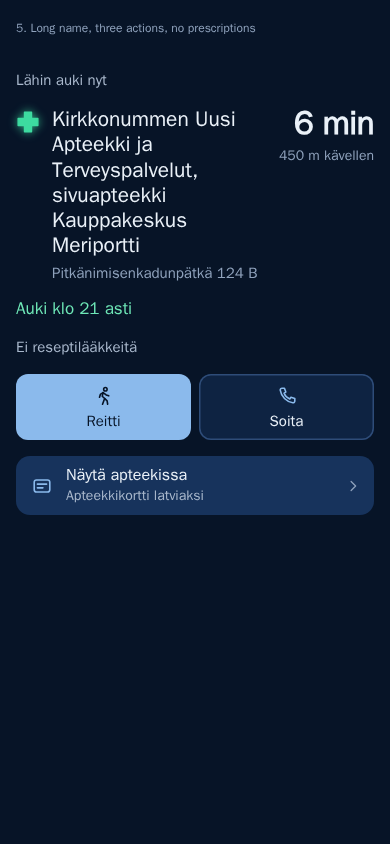 5. Long name, three actions, no prescriptions
Lähin auki nyt
Kirkkonummen Uusi
Apteekki ja
Terveyspalvelut,
sivuapteekki
Kauppakeskus
Meriportti
6 min
450 m kävellen
Pitkänimisenkadunpätkä 124 B
Auki klo 21 asti
Ei reseptilääkkeitä
Reitti
Soita
Näytä apteekissa
Apteekkikortti latviaksi